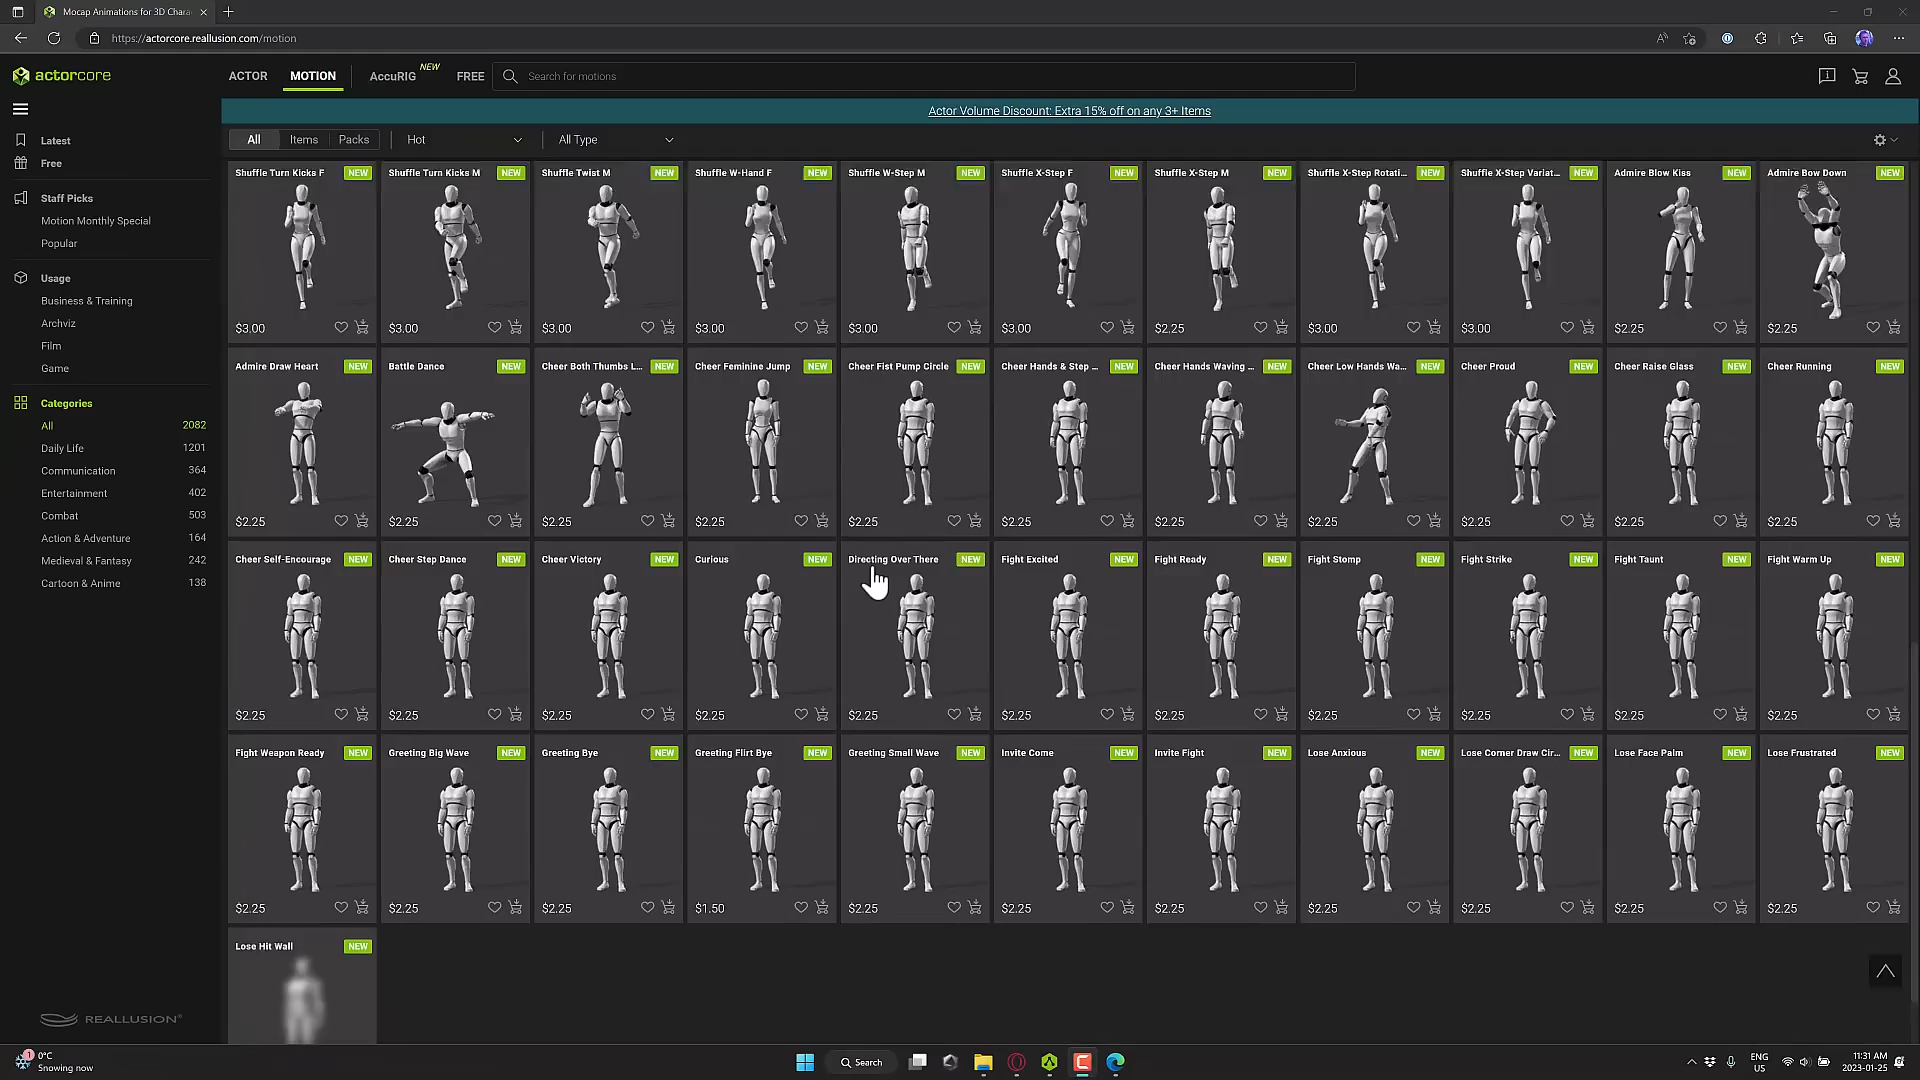 Mocap Animations for 3D Chara
https://actorcore.reallusion.com/motion
actorcore
ACTOR
MOTION
AccuRIG
NEW
FREE
Search for motions
Actor Volume Discount: Extra 15% off on any 3+ Items
All
Items
Packs
Hot
All Type
Latest
Free
Staff Picks
Motion Monthly Special
Popular
Usage
Business & Training
Archviz
Film
Game
Categories
All 2082
Daily Life 1201
Communication 364
Entertainment 402
Combat 503
Action & Adventure 164
Medieval & Fantasy 242
Cartoon & Anime 138
REALLUSION
Shuffle Turn Kicks F NEW
$3.00
Shuffle Turn Kicks M NEW
$3.00
Shuffle Twist M NEW
$3.00
Shuffle W-Hand F NEW
$3.00
Shuffle W-Step M NEW
$3.00
Shuffle X-Step F NEW
$3.00
Shuffle X-Step M NEW
$2.25
Shuffle X-Step Rotati... NEW
$3.00
Shuffle X-Step Variat... NEW
$3.00
Admire Blow Kiss NEW
$2.25
Admire Bow Down NEW
$2.25
Admire Draw Heart NEW
$2.25
Battle Dance NEW
$2.25
Cheer Both Thumbs L... NEW
$2.25
Cheer Feminine Jump NEW
$2.25
Cheer Fist Pump Circle NEW
$2.25
Cheer Hands & Step ... NEW
$2.25
Cheer Hands Waving ... NEW
$2.25
Cheer Low Hands Wa... NEW
$2.25
Cheer Proud NEW
$2.25
Cheer Raise Glass NEW
$2.25
Cheer Running NEW
$2.25
Cheer Self-Encourage NEW
$2.25
Cheer Step Dance NEW
$2.25
Cheer Victory NEW
$2.25
Curious NEW
$2.25
Directing Over There NEW
$2.25
Fight Excited NEW
$2.25
Fight Ready NEW
$2.25
Fight Stomp NEW
$2.25
Fight Strike NEW
$2.25
Fight Taunt NEW
$2.25
Fight Warm Up NEW
$2.25
Fight Weapon Ready NEW
$2.25
Greeting Big Wave NEW
$2.25
Greeting Bye NEW
$2.25
Greeting Flirt Bye NEW
$1.50
Greeting Small Wave NEW
$2.25
Invite Come NEW
$2.25
Invite Fight NEW
$2.25
Lose Anxious NEW
$2.25
Lose Corner Draw Cir... NEW
$2.25
Lose Face Palm NEW
$2.25
Lose Frustrated NEW
$2.25
Lose Hit Wall NEW
1
0°C
Snowing now
Search
ENG
US
11:31 AM
2023-01-25